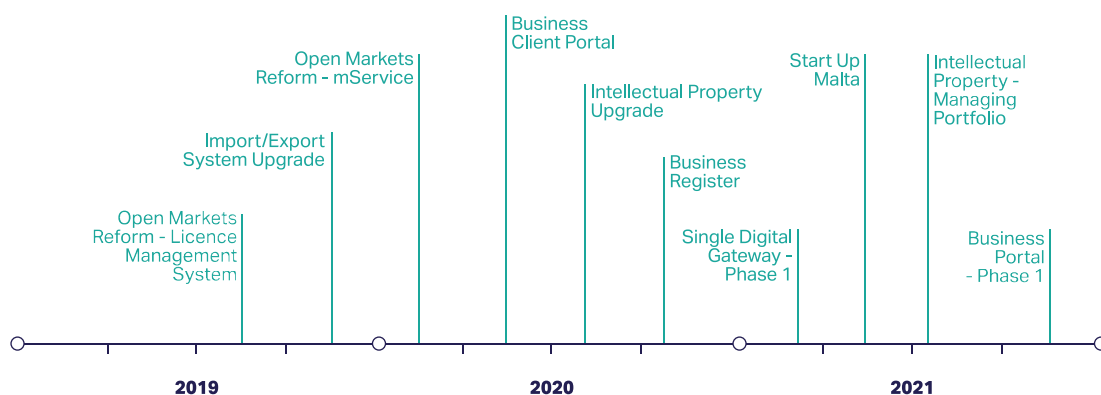 Open Markets
Reform - Licence
Management
System
Import/Export
System Upgrade
Open Markets
Reform - mService
Business
Client Portal
Intellectual Property
Upgrade
Business
Register
Single Digital
Gateway -
Phase 1
Start Up
Malta
Intellectual
Property -
Managing
Portfolio
Business
Portal
- Phase 1
2019
2020
2021